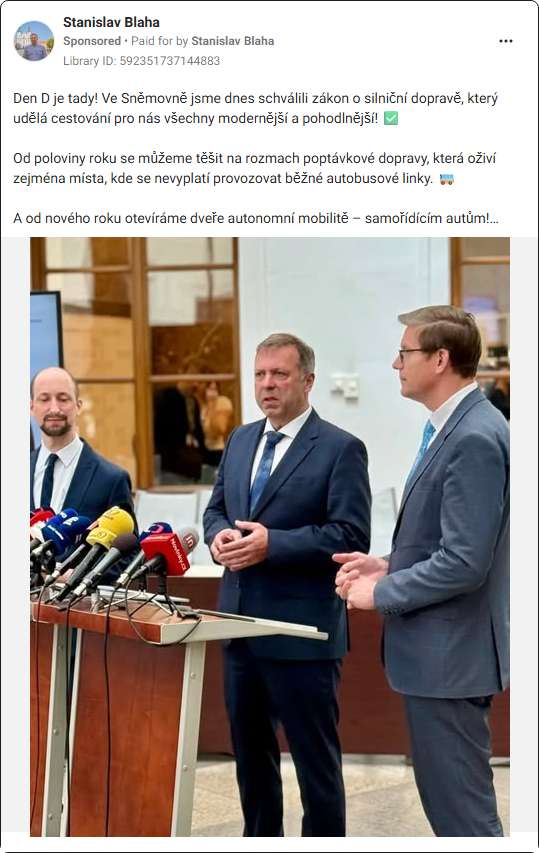 Stanislav Blaha
Sponsored • Paid for by Stanislav Blaha
Library ID: 592351737144883
Den D je tady! Ve Sněmovně jsme dnes schválili zákon o silniční dopravě, který
udělá cestování pro nás všechny modernější a pohodlnější! ✅
Od poloviny roku se můžeme těšit na rozmach poptávkové dopravy, která oživí
zejména místa, kde se nevyplatí provozovat běžné autobusové linky. 🚎
A od nového roku otevíráme dveře autonomní mobilitě – samořídícím autům!...
Novinky.cz
in